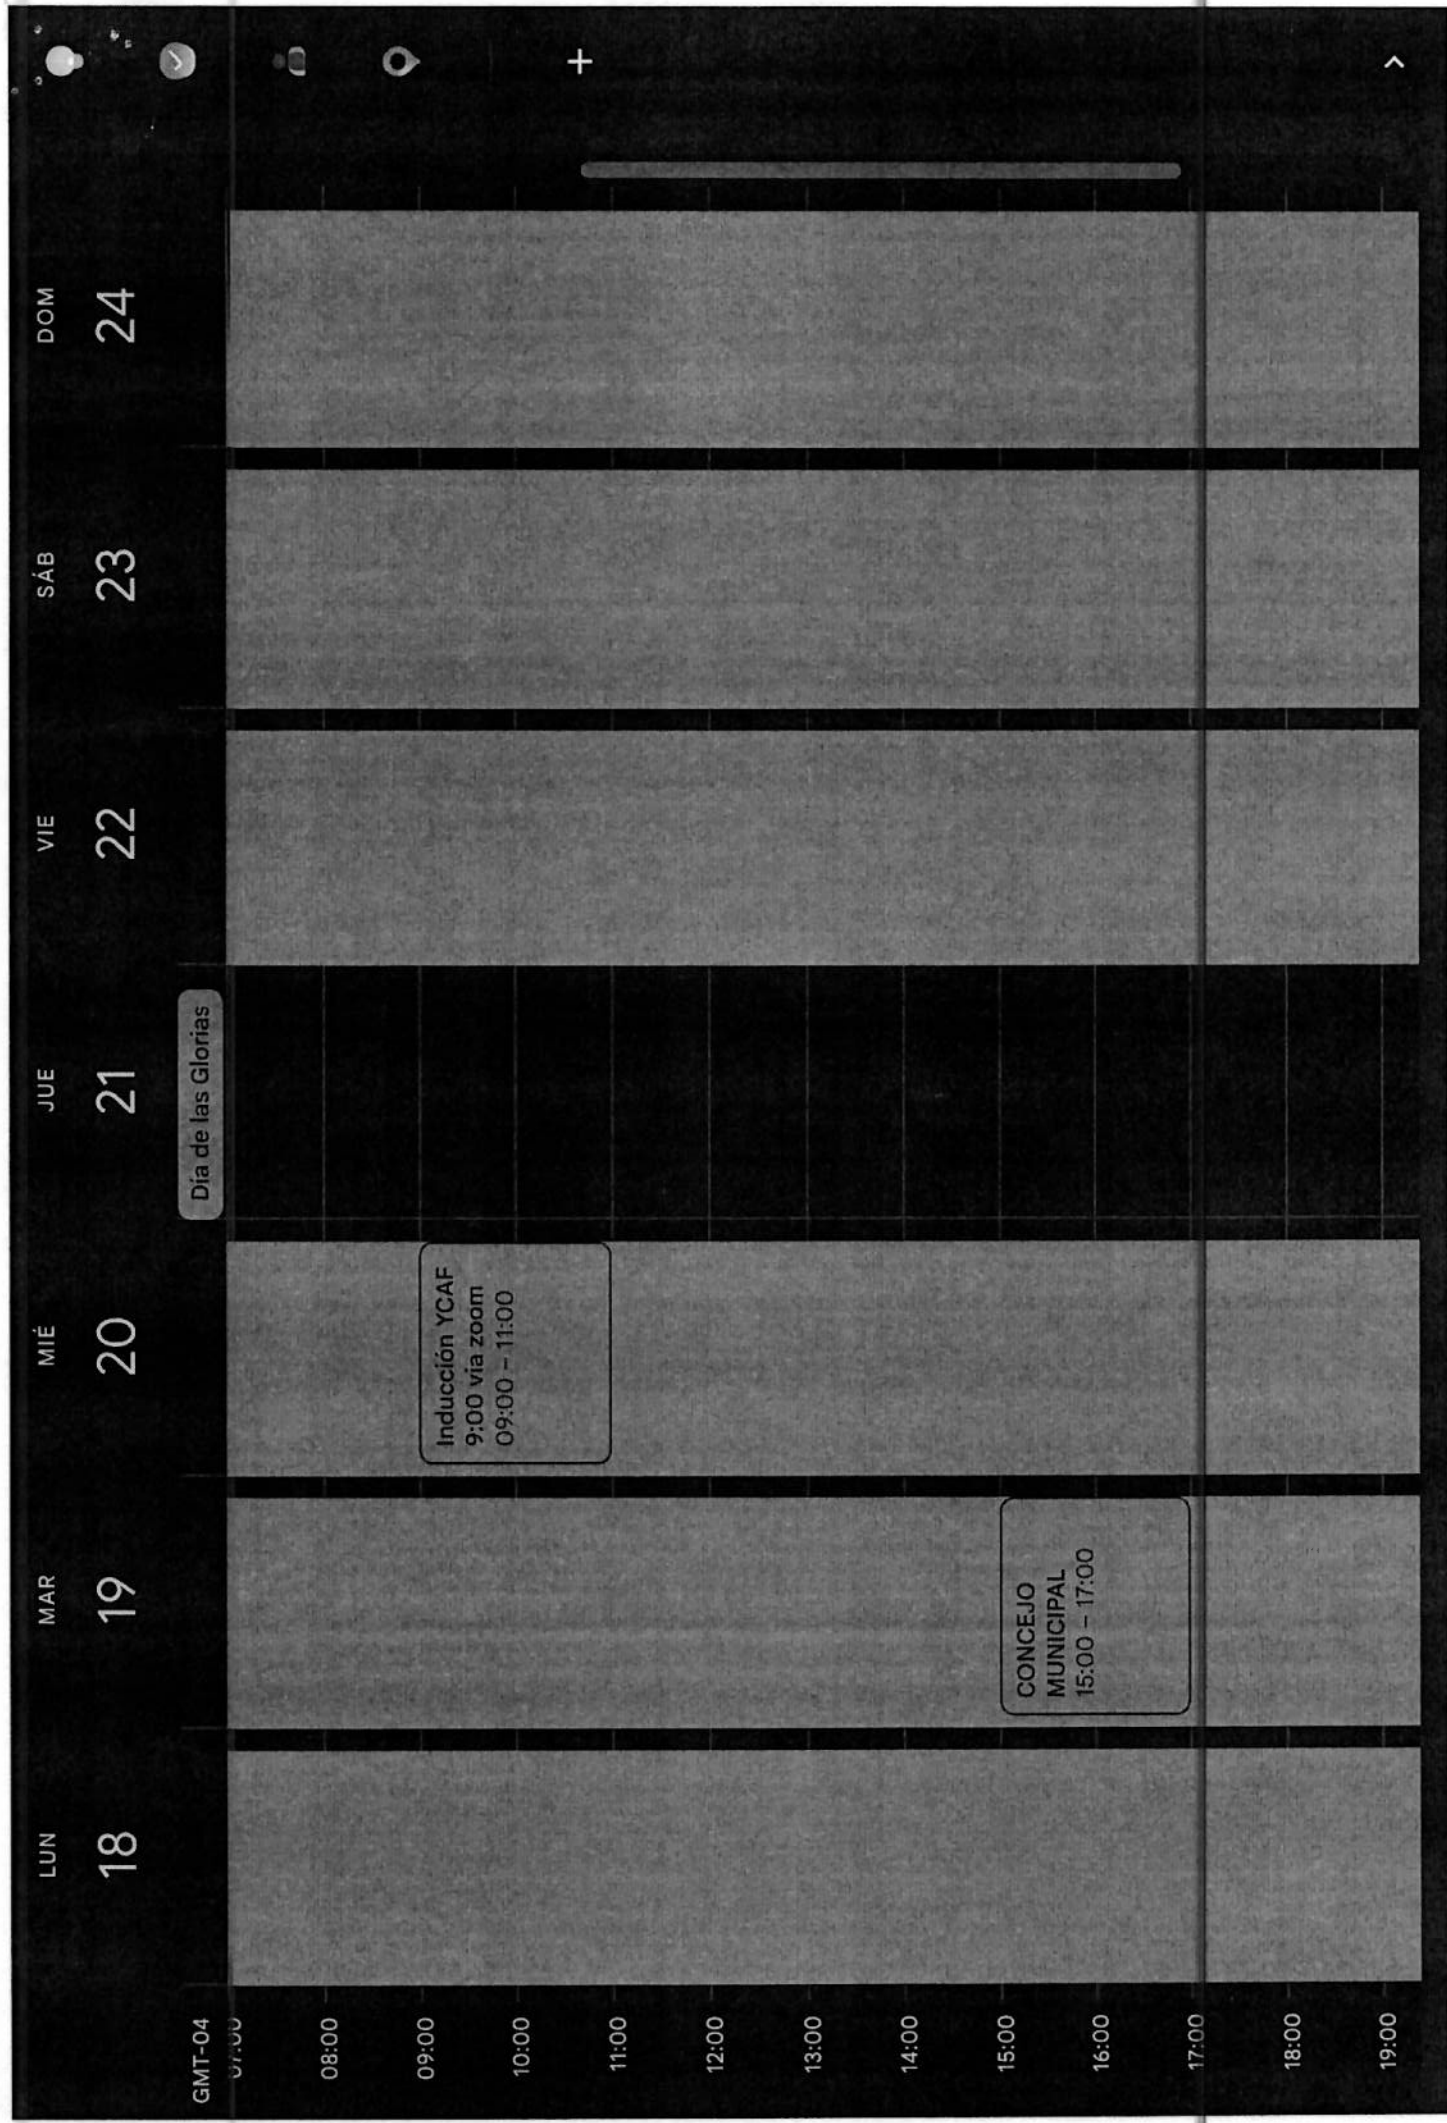 LUN
18
MAR
19
MIÉ
20
JUE
21
VIE
22
SÁB
23
DOM
24
GMT-04
Día de las Glorias
07:00
08:00
09:00
10:00
11:00
12:00
13:00
14:00
15:00
16:00
17:00
18:00
19:00
CONCEJO
MUNICIPAL
15:00 – 17:00
Inducción YCAF
9:00 via zoom
09:00 – 11:00